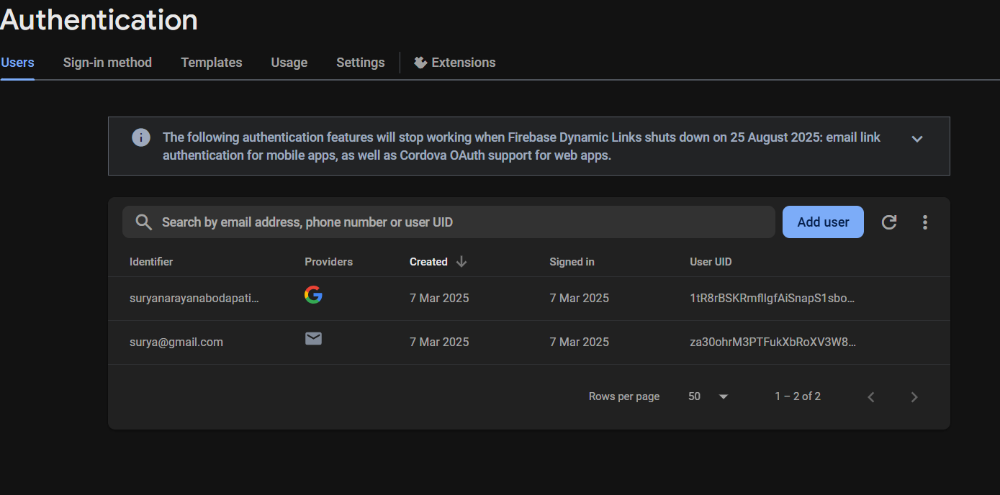 Authentication
Users Sign-in method Templates Usage Settings Extensions
The following authentication features will stop working when Firebase Dynamic Links shuts down on 25 August 2025: email link
authentication for mobile apps, as well as Cordova OAuth support for web apps.
Search by email address, phone number or user UID Add user
Identifier Providers Created Signed in User UID
suryanarayanabodapati... 7 Mar 2025 7 Mar 2025 1tR8rBSKRmflIgfAiSnapS1sbo...
surya@gmail.com 7 Mar 2025 7 Mar 2025 za30ohrM3PTFukXbRoXV3W8...
Rows per page 50 1 – 2 of 2